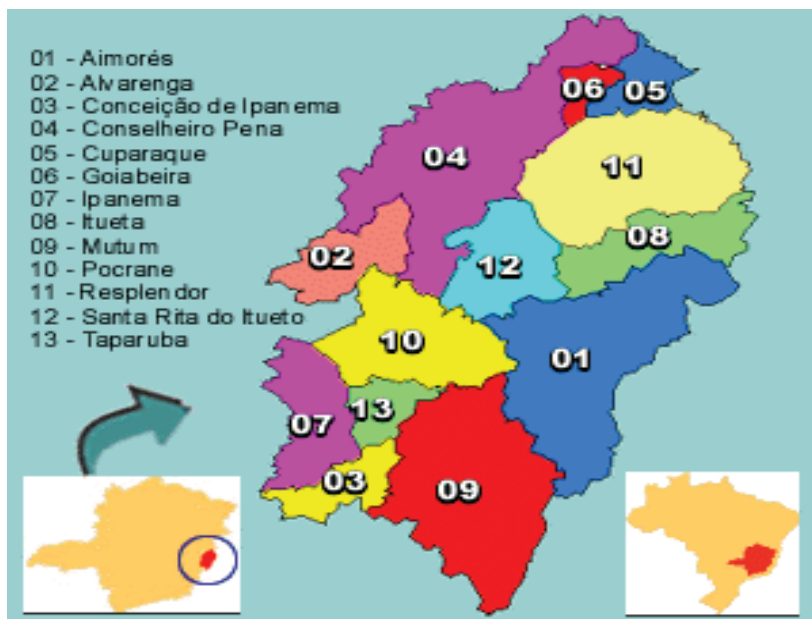 01 - Aimorés
02 - Alvarenga
03 - Conceição de Ipanema
04 - Conselheiro Pena
05 - Cuparaque
06 - Goiabeira
07 - Ipanema
08 - Itueta
09 - Mutum
10 - Pocrane
11 - Resplendor
12 - Santa Rita do Itueto
13 - Taparuba
06
05
04
11
08
02
12
10
01
13
07
03
09